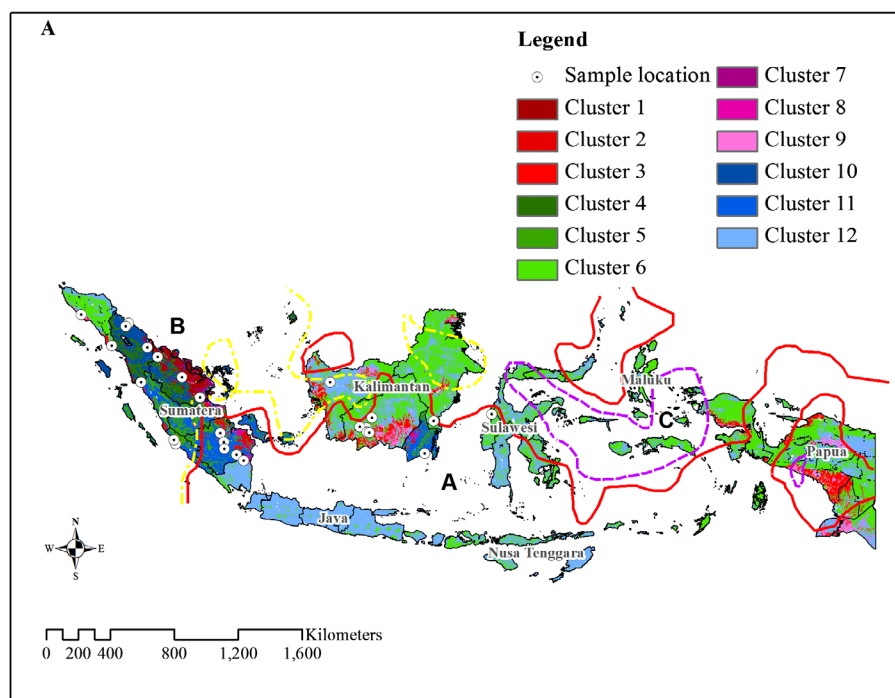 A
Legend
Sample location
Cluster 1
Cluster 2
Cluster 3
Cluster 4
Cluster 5
Cluster 6
Cluster 7
Cluster 8
Cluster 9
Cluster 10
Cluster 11
Cluster 12
B
Sumatera
Kalimantan
Maluku
Sulawesi
C
Papua
A
Java
Nusa Tenggara
N
W E
S
Kilometers
0 200 400 800 1,200 1,600